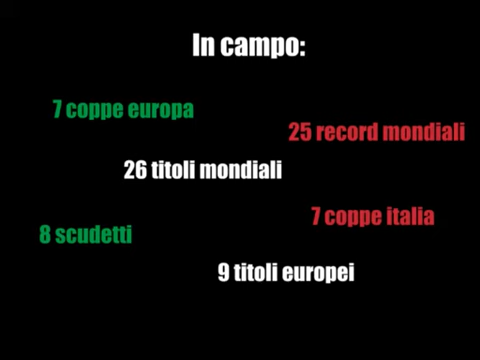 In campo:
7 coppe europa
25 record mondiali
26 titoli mondiali
7 coppe italia
8 scudetti
9 titoli europei